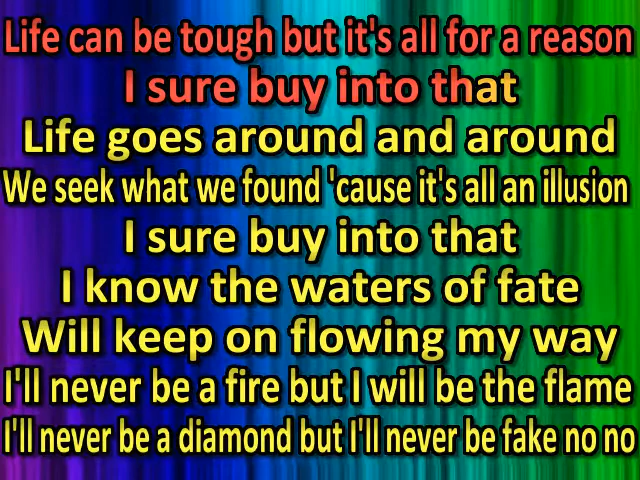 Life can be tough but it's all for a reason
I sure buy into that
Life goes around and around
We seek what we found 'cause it's all an illusion
I sure buy into that
I know the waters of fate
Will keep on flowing my way
I'll never be a fire but I will be the flame
I'll never be a diamond but I'll never be fake no no